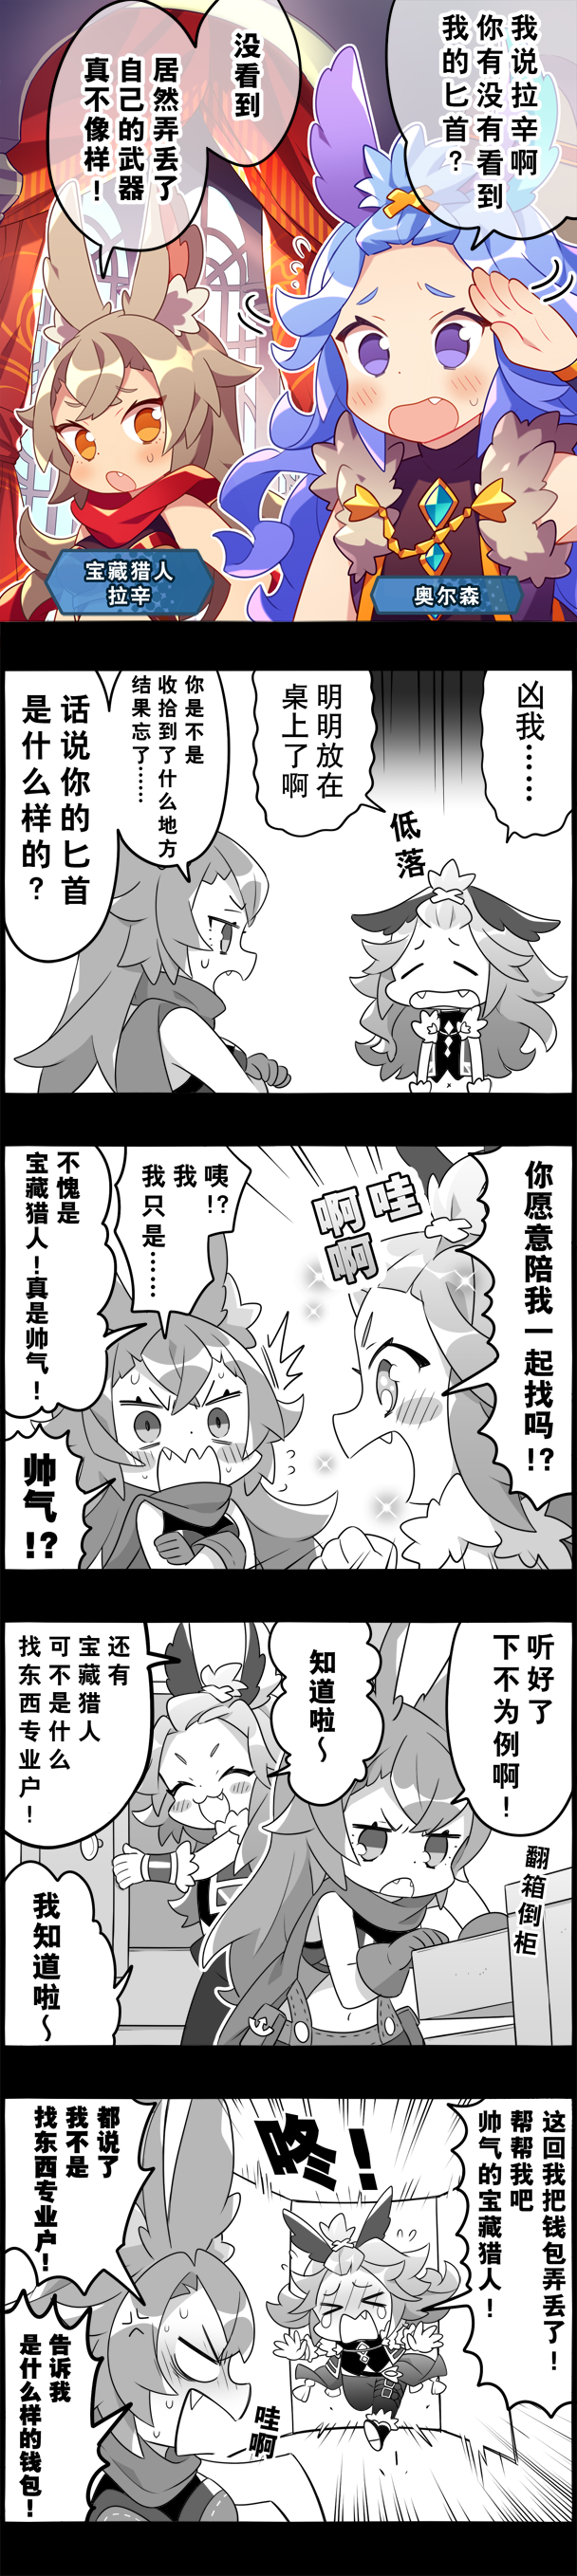 我说拉辛啊
你有没有看到
我的匕首？
没看到
居然弄丢了
自己的武器
真不像样！
宝藏猎人
拉辛
奥尔森
凶我……
明明放在
桌上了啊
低落
你是不是
收拾到了什么地方
结果忘了……
话说你的匕首
是什么样的？
你愿意陪我一起找吗!?
哇
啊啊
咦!?
我
我只是……
不愧是
宝藏猎人！真是帅气！
帅气!?
听好了
下不为例啊！
翻箱倒柜
知道啦～
还有
宝藏猎人
可不是什么
找东西专业户！
我知道啦～
这回我把钱包弄丢了！
帮帮我吧
帅气的宝藏猎人！
咚！
哇啊
都说了
我不是
找东西专业户！
告诉我
是什么样的钱包！